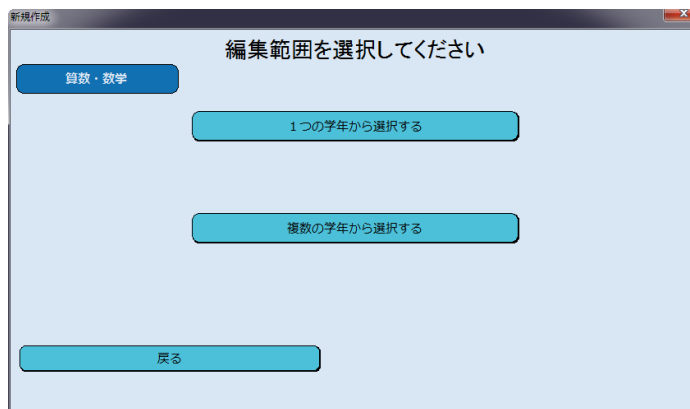 新規作成
編集範囲を選択してください
算数・数学
1つの学年から選択する
複数の学年から選択する
戻る